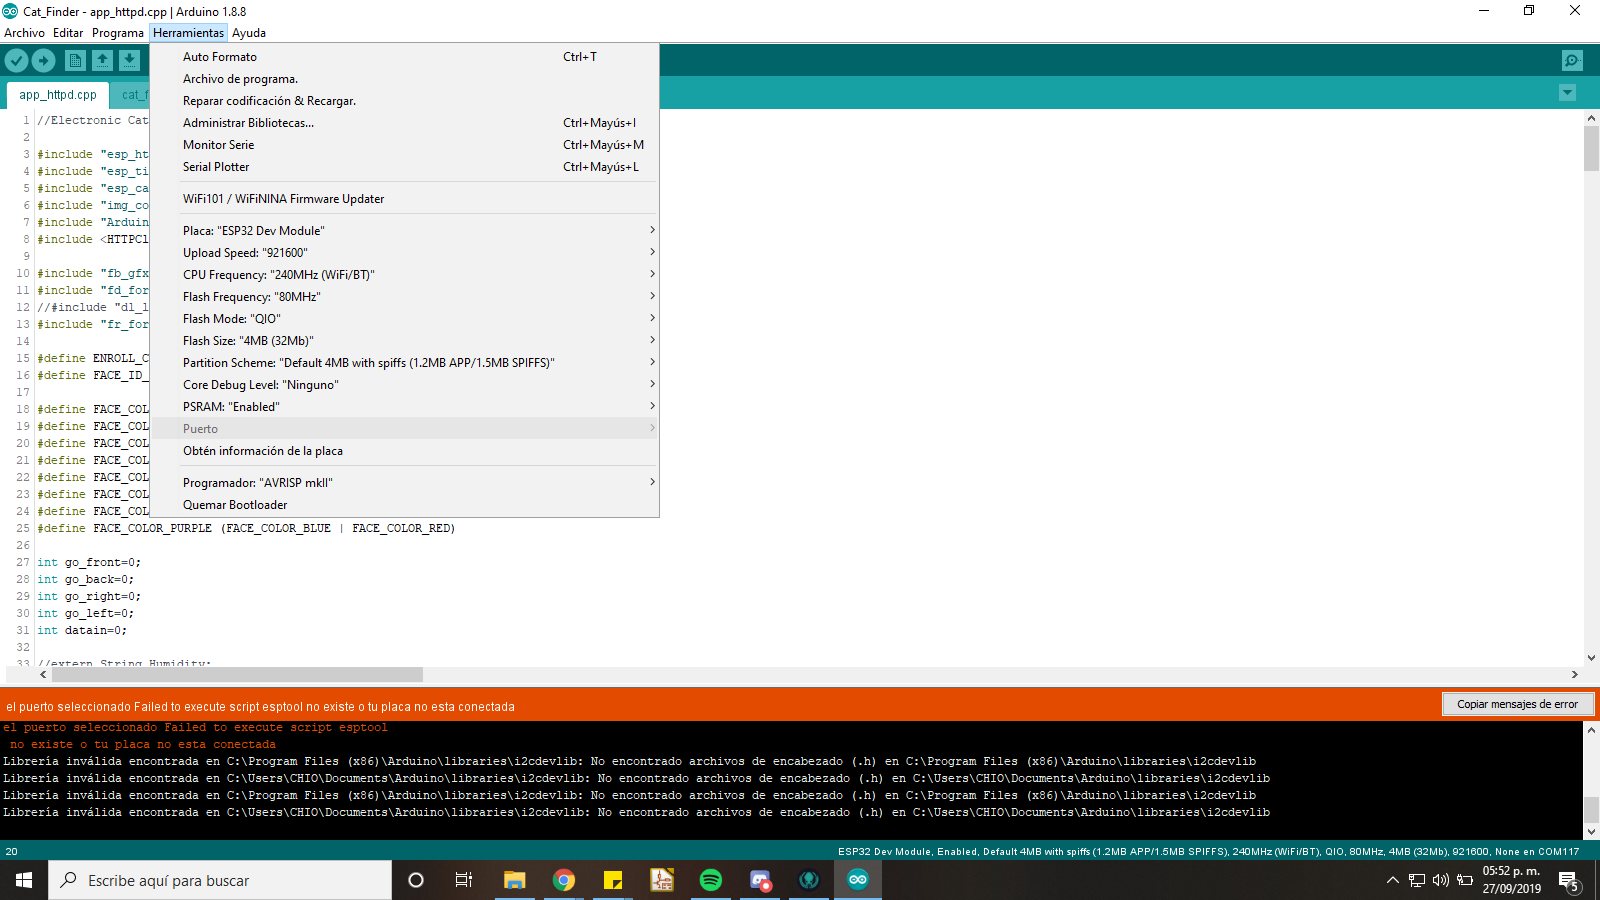 Cat_Finder - app_httpd.cpp | Arduino 1.8.8
Archivo Editar Programa Herramientas Ayuda
Auto Formato Ctrl+T
Archivo de programa.
Reparar codificación & Recargar.
Administrar Bibliotecas... Ctrl+Mayús+I
Monitor Serie Ctrl+Mayús+M
Serial Plotter Ctrl+Mayús+L
WiFi101 / WiFiNINA Firmware Updater
Placa: "ESP32 Dev Module"
Upload Speed: "921600"
CPU Frequency: "240MHz (WiFi/BT)"
Flash Frequency: "80MHz"
Flash Mode: "QIO"
Flash Size: "4MB (32Mb)"
Partition Scheme: "Default 4MB with spiffs (1.2MB APP/1.5MB SPIFFS)"
Core Debug Level: "Ninguno"
PSRAM: "Enabled"
Puerto
Obtén información de la placa
Programador: "AVRISP mkII"
Quemar Bootloader
app_httpd.cpp cat_f
1 //Electronic Cat
2
3 #include "esp_ht
4 #include "esp_ti
5 #include "esp_ca
6 #include "img_co
7 #include "Arduin
8 #include <HTTPCl
9
10 #include "fb_gfx
11 #include "fd_for
12 //#include "dl_l
13 #include "fr_for
14
15 #define ENROLL_C
16 #define FACE_ID_
17
18 #define FACE_COL
19 #define FACE_COL
20 #define FACE_COL
21 #define FACE_COL
22 #define FACE_COL
23 #define FACE_COL
24 #define FACE_COL
25 #define FACE_COLOR_PURPLE (FACE_COLOR_BLUE | FACE_COLOR_RED)
26
27 int go_front=0;
28 int go_back=0;
29 int go_right=0;
30 int go_left=0;
31 int datain=0;
32
33 //extern String Humidity;
el puerto seleccionado Failed to execute script esptool no existe o tu placa no esta conectada
Copiar mensajes de error
el puerto seleccionado Failed to execute script esptool
no existe o tu placa no esta conectada
Librería inválida encontrada en C:\Program Files (x86)\Arduino\libraries\i2cdevlib: No encontrado archivos de encabezado (.h) en C:\Program Files (x86)\Arduino\libraries\i2cdevlib
Librería inválida encontrada en C:\Users\CHIO\Documents\Arduino\libraries\i2cdevlib: No encontrado archivos de encabezado (.h) en C:\Users\CHIO\Documents\Arduino\libraries\i2cdevlib
Librería inválida encontrada en C:\Program Files (x86)\Arduino\libraries\i2cdevlib: No encontrado archivos de encabezado (.h) en C:\Program Files (x86)\Arduino\libraries\i2cdevlib
Librería inválida encontrada en C:\Users\CHIO\Documents\Arduino\libraries\i2cdevlib: No encontrado archivos de encabezado (.h) en C:\Users\CHIO\Documents\Arduino\libraries\i2cdevlib
20 ESP32 Dev Module, Enabled, Default 4MB with spiffs (1.2MB APP/1.5MB SPIFFS), 240MHz (WiFi/BT), QIO, 80MHz, 4MB (32Mb), 921600, None en COM117
Escribe aquí para buscar
05:52 p. m.
27/09/2019
5